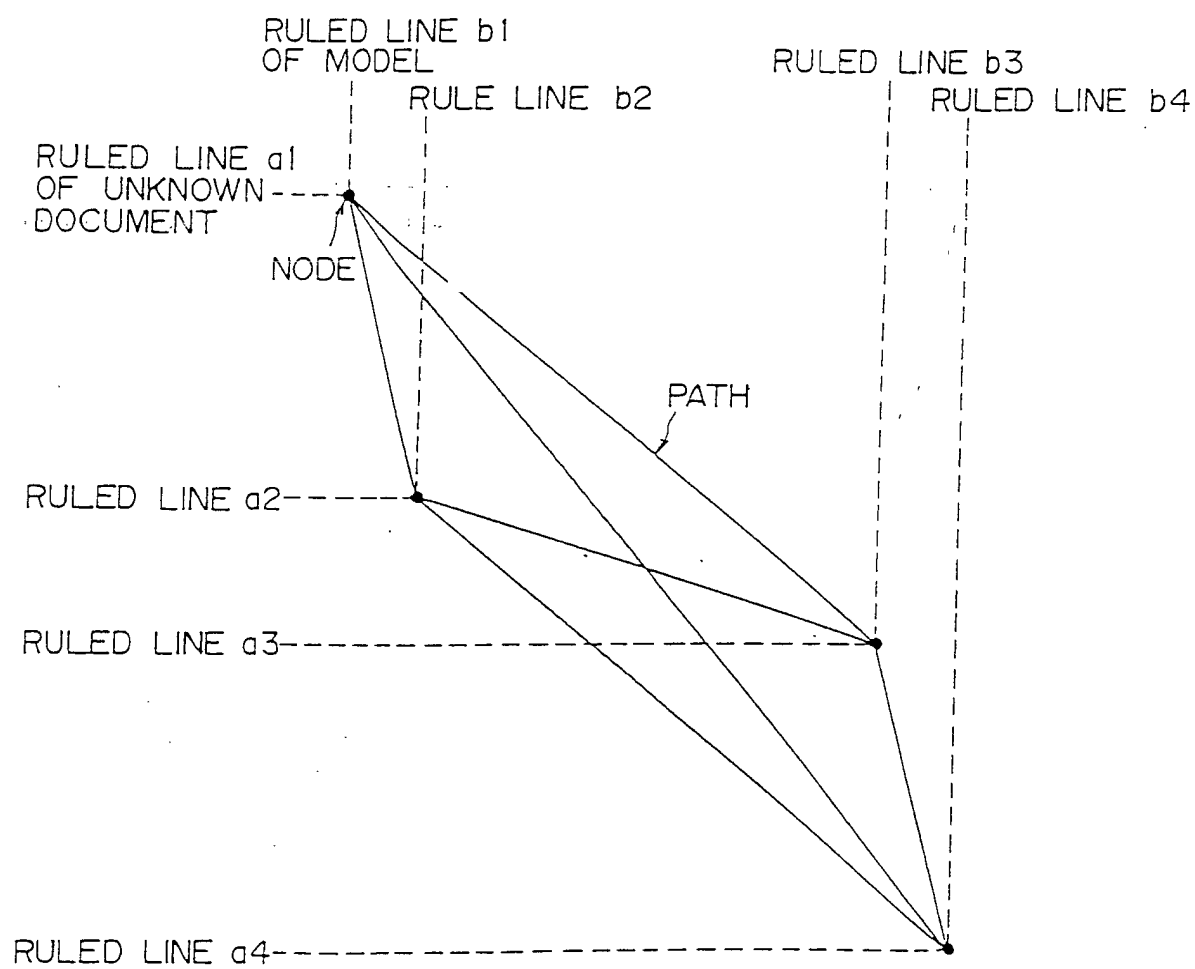 RULED LINE b1
OF MODEL
RULED LINE b3
RULE LINE b2
RULED LINE b4
RULED LINE a1
OF UNKNOWN
DOCUMENT
NODE
PATH
RULED LINE a2
RULED LINE a3
RULED LINE a4